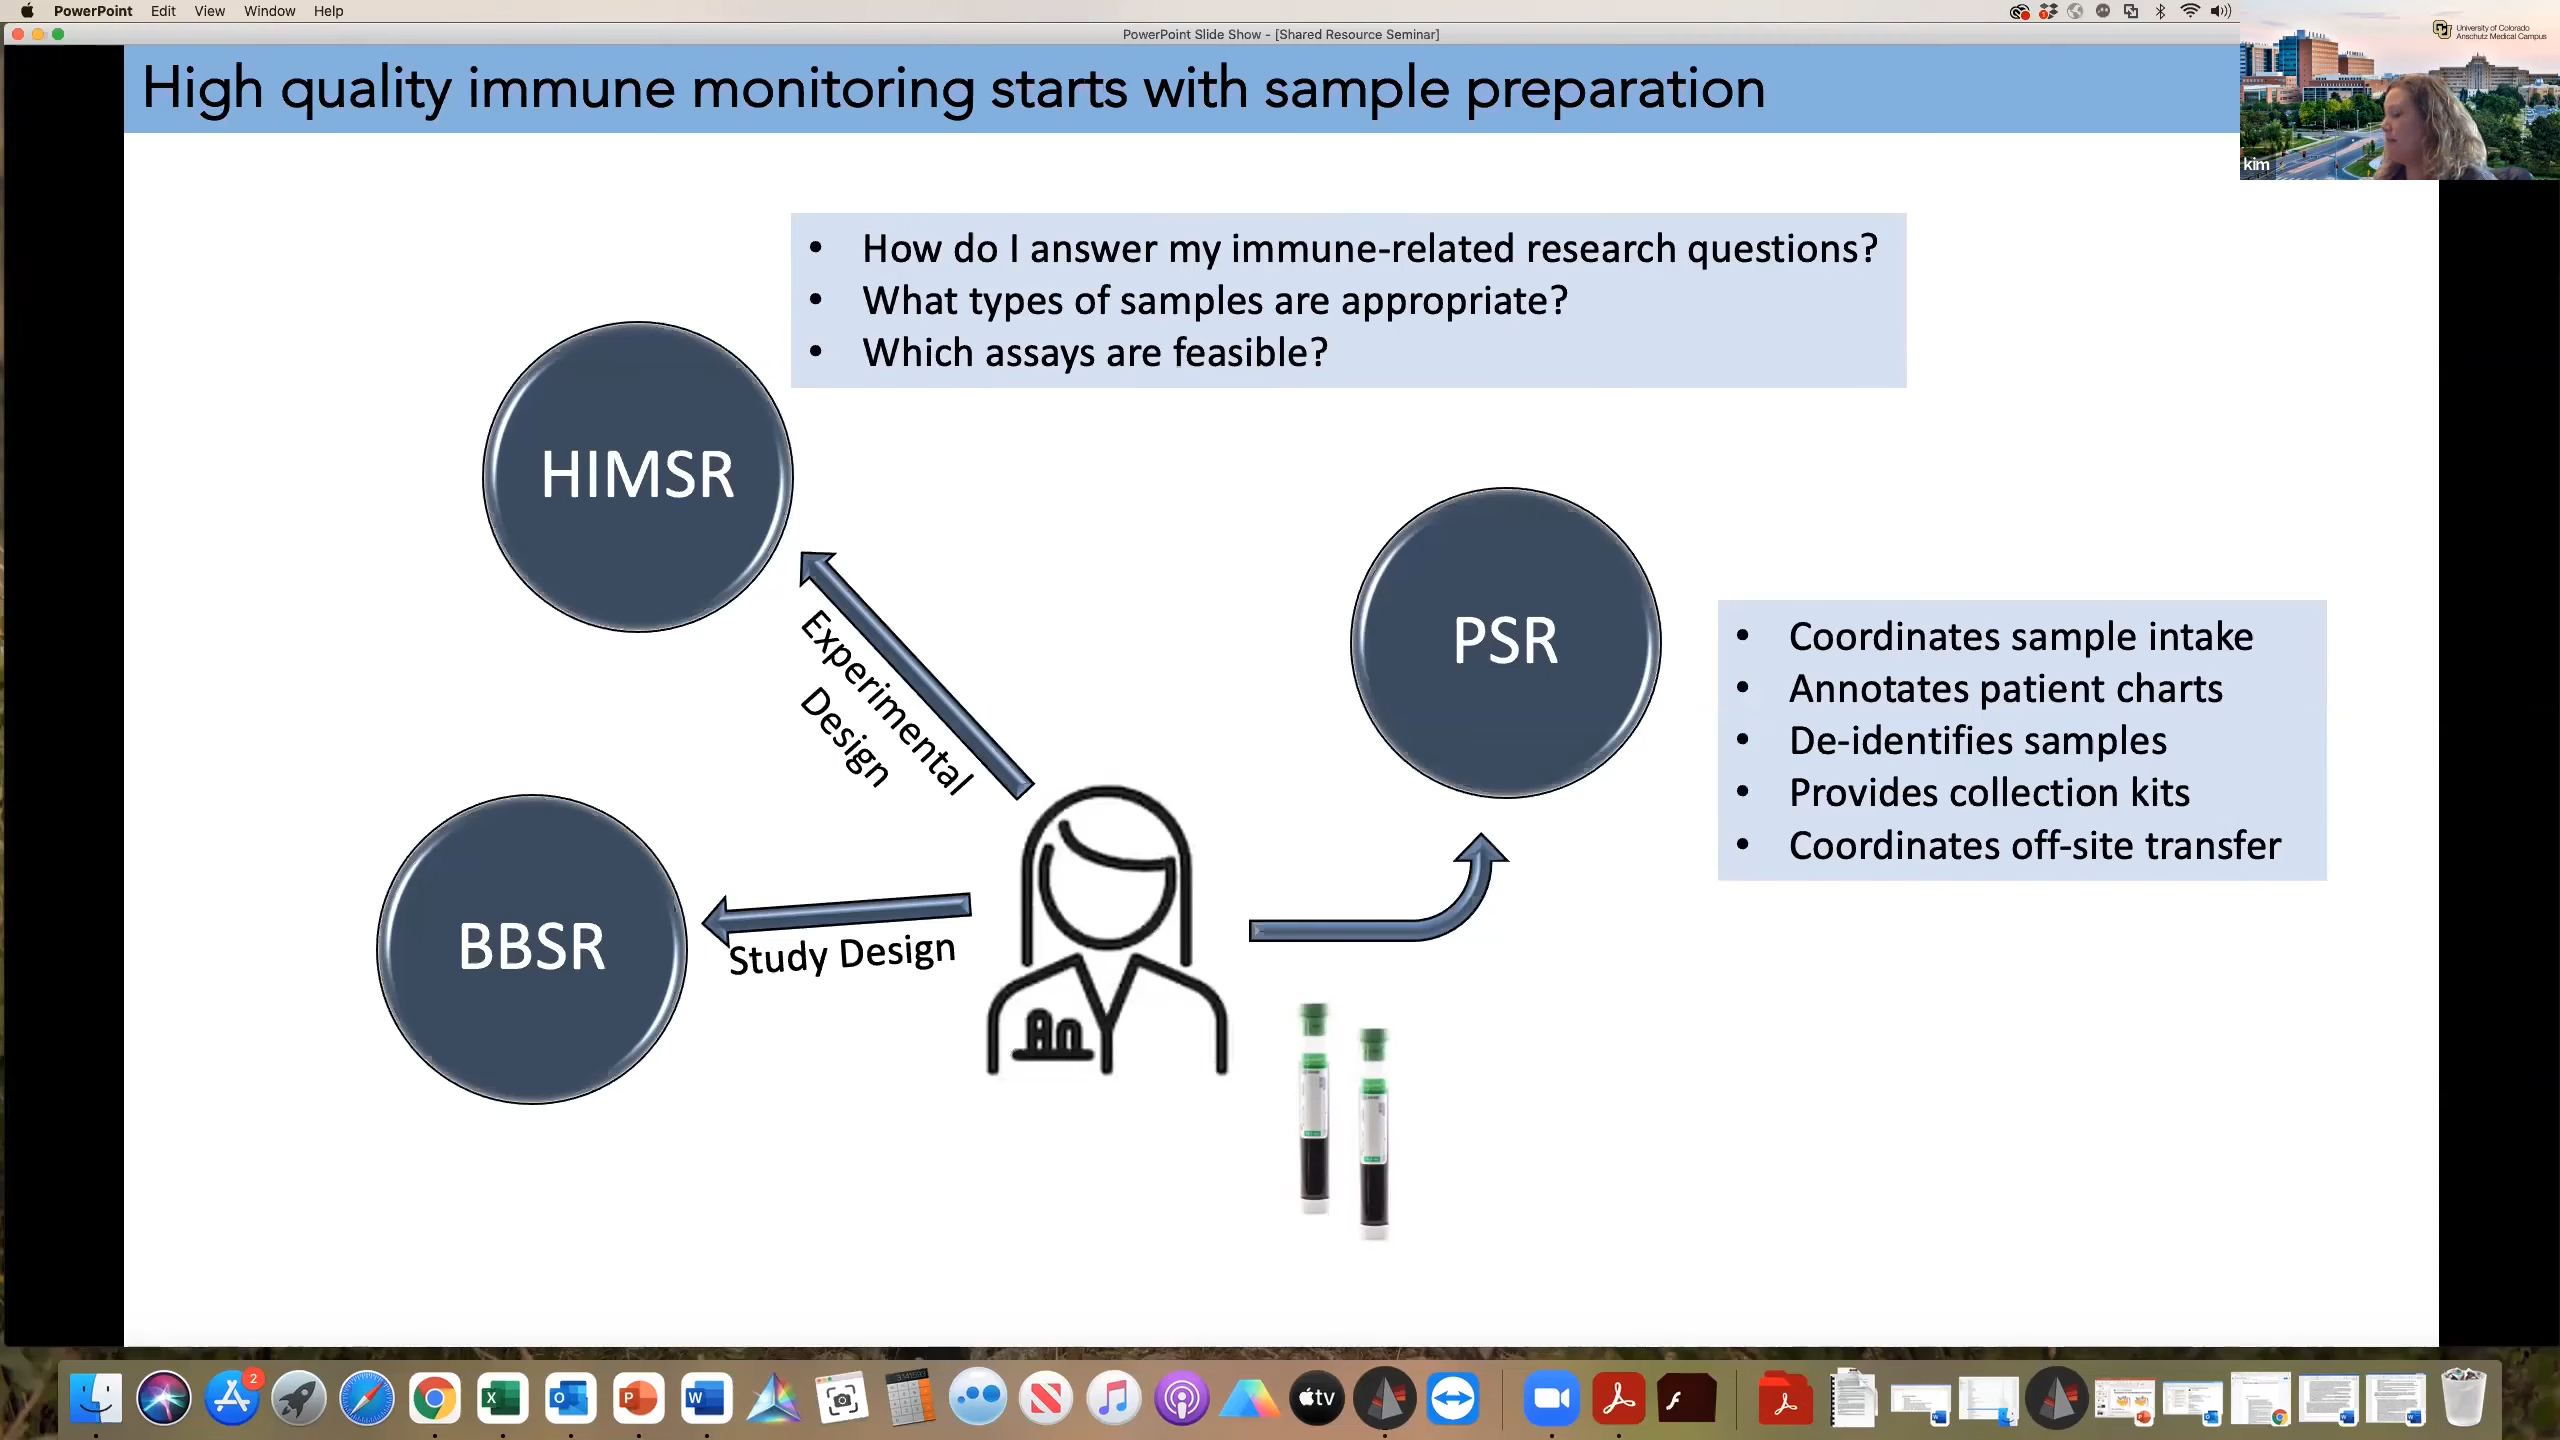 PowerPoint Edit View Window Help
PowerPoint Slide Show - [Shared Resource Seminar]
University of Colorado
Anschutz Medical Campus
kim
High quality immune monitoring starts with sample preparation
• How do I answer my immune-related research questions?
• What types of samples are appropriate?
• Which assays are feasible?
HIMSR
PSR
• Coordinates sample intake
• Annotates patient charts
• De-identifies samples
• Provides collection kits
• Coordinates off-site transfer
Experimental
Design
BBSR
Study Design
2
tv